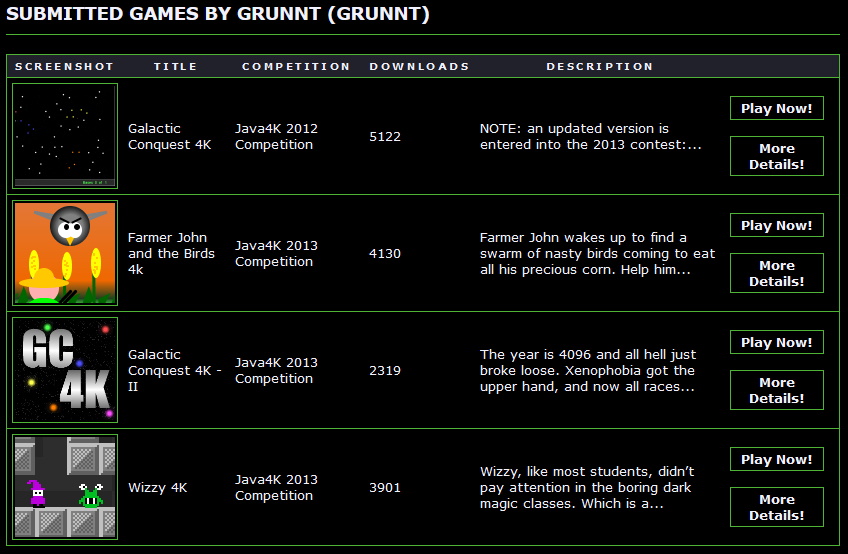 SUBMITTED GAMES BY GRUNNT (GRUNNT)
SCREENSHOT TITLE COMPETITION DOWNLOADS DESCRIPTION
Galactic
Conquest 4K
Java4K 2012
Competition
5122
NOTE: an updated version is
entered into the 2013 contest:...
Play Now!
More
Details!
Farmer John
and the Birds
4k
Java4K 2013
Competition
4130
Farmer John wakes up to find a
swarm of nasty birds coming to eat
all his precious corn. Help him...
Play Now!
More
Details!
GC
4K
Galactic
Conquest 4K -
II
Java4K 2013
Competition
2319
The year is 4096 and all hell just
broke loose. Xenophobia got the
upper hand, and now all races...
Play Now!
More
Details!
Wizzy 4K
Java4K 2013
Competition
3901
Wizzy, like most students, didn't
pay attention in the boring dark
magic classes. Which is a...
Play Now!
More
Details!